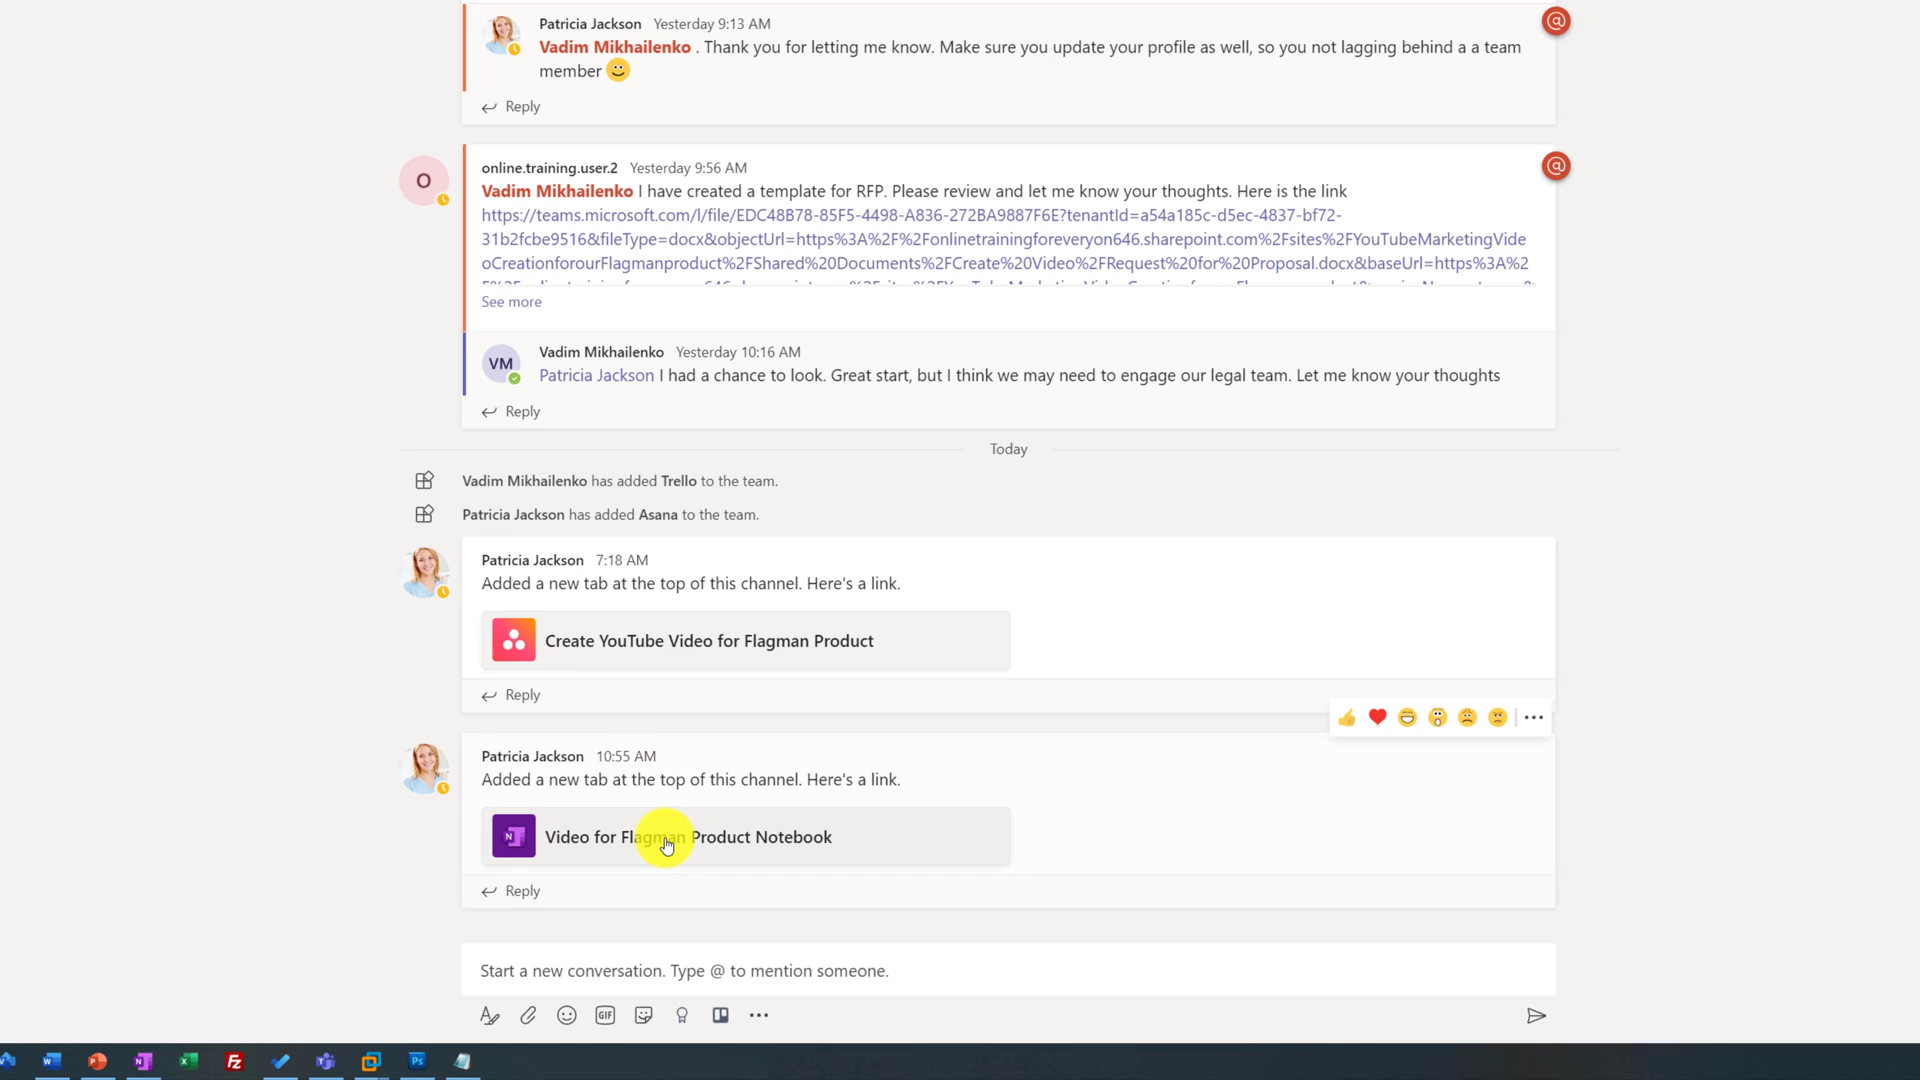 Patricia Jackson Yesterday 9:13 AM
Vadim Mikhailenko . Thank you for letting me know. Make sure you update your profile as well, so you not lagging behind a a team
member
Reply
online.training.user.2 Yesterday 9:56 AM
O
Vadim Mikhailenko I have created a template for RFP. Please review and let me know your thoughts. Here is the link
https://teams.microsoft.com/l/file/EDC48B78-85F5-4498-A836-272BA9887F6E?tenantId=a54a185c-d5ec-4837-bf72-
31b2fcbe9516&fileType=docx&objectUrl=https%3A%2F%2Fonlinetrainingforeveryon646.sharepoint.com%2Fsites%2FYouTubeMarketingVide
oCreationforourFlagmanproduct%2FShared%20Documents%2FCreate%20Video%2FRequest%20for%20Proposal.docx&baseUrl=https%3A%2
See more
Vadim Mikhailenko Yesterday 10:16 AM
VM
Patricia Jackson I had a chance to look. Great start, but I think we may need to engage our legal team. Let me know your thoughts
Reply
Today
Vadim Mikhailenko has added Trello to the team.
Patricia Jackson has added Asana to the team.
Patricia Jackson 7:18 AM
Added a new tab at the top of this channel. Here's a link.
Create YouTube Video for Flagman Product
Reply
Patricia Jackson 10:55 AM
Added a new tab at the top of this channel. Here's a link.
N Video for Flagman Product Notebook
Reply
Start a new conversation. Type @ to mention someone.
GIF
W P N X Fz T Ps